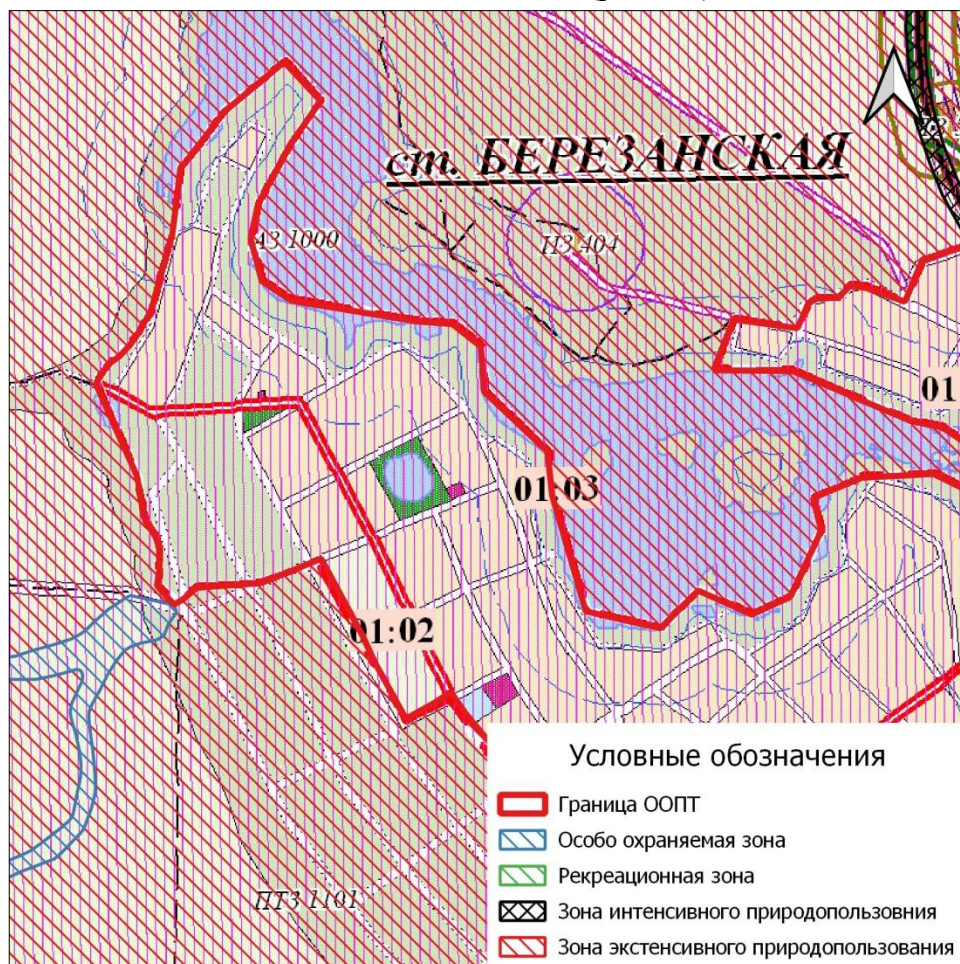 ст. БЕРЕЗАНСКАЯ
АЗ 1000
ПЗ 404
01
01:03
01:02
ПТЗ 1101
Условные обозначения
Граница ООПТ
Особо охраняемая зона
Рекреационная зона
Зона интенсивного природопользовния
Зона экстенсивного природопользования